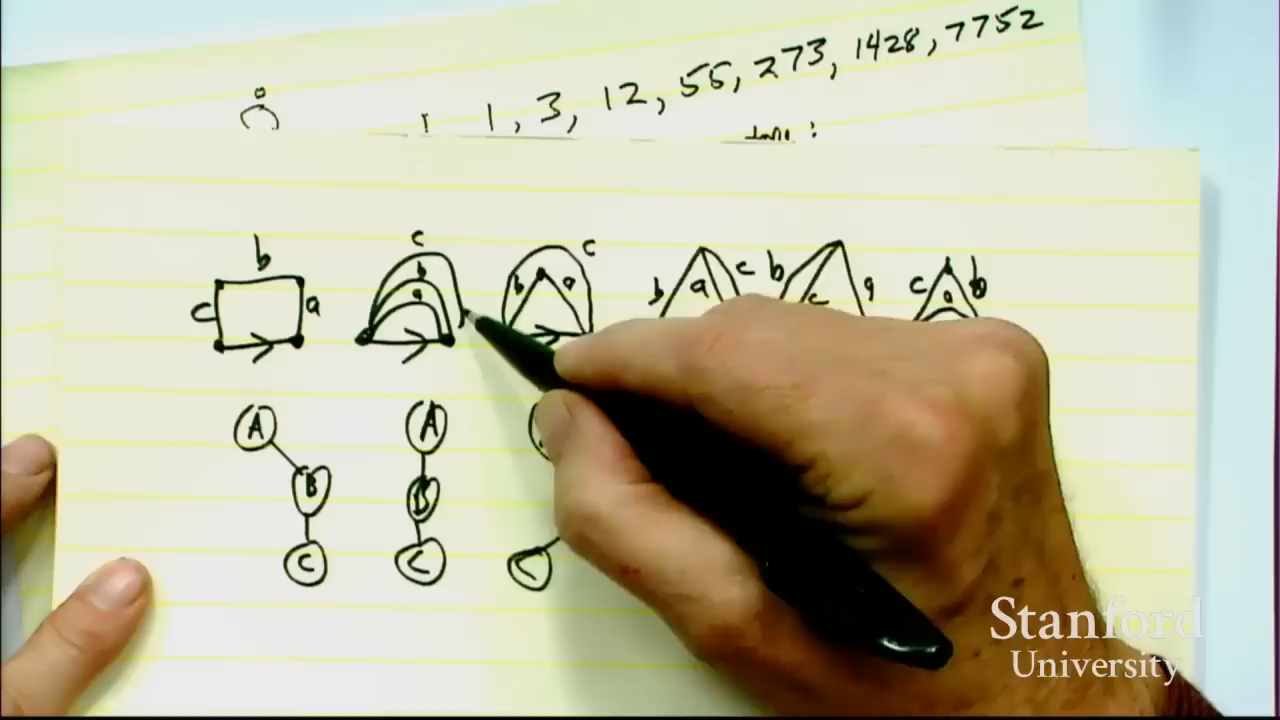 1, 3, 12, 55, 273, 1428, 7752
b c b c c b
c a b a b a a c q a b
A A
B B
C C C
Stanford
University